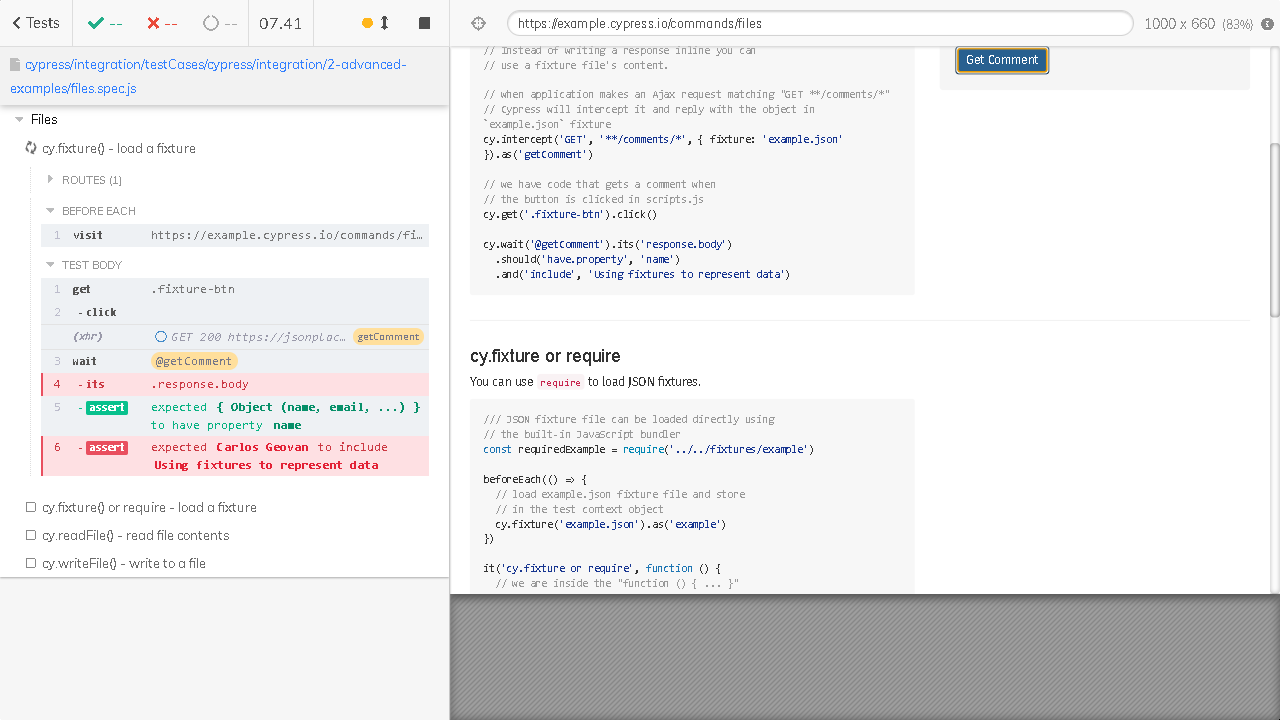 Tests
--
--
--
07.41
https://example.cypress.io/commands/files
1000 x 660 (83%)
cypress/integration/testCases/cypress/integration/2-advanced-
examples/files.spec.js
Files
cy.fixture() - load a fixture
ROUTES (1)
BEFORE EACH
1 visit https://example.cypress.io/commands/fi…
TEST BODY
1 get .fixture-btn
2 - click
(xhr) GET 200 https://jsonplac… getComment
3 wait @getComment
4 - its .response.body
5 - assert expected { Object (name, email, ...) }
to have property name
6 - assert expected Carlos Geovan to include
Using fixtures to represent data
cy.fixture() or require - load a fixture
cy.readFile() - read file contents
cy.writeFile() - write to a file
// Instead of writing a response inline you can
// use a fixture file's content.
// when application makes an Ajax request matching "GET **/comments/*"
// Cypress will intercept it and reply with the object in
`example.json` fixture
cy.intercept('GET', '**/comments/*', { fixture: 'example.json'
}).as('getComment')
// we have code that gets a comment when
// the button is clicked in scripts.js
cy.get('.fixture-btn').click()
cy.wait('@getComment').its('response.body')
.should('have.property', 'name')
.and('include', 'Using fixtures to represent data')
Get Comment
cy.fixture or require
You can use require to load JSON fixtures.
/// JSON fixture file can be loaded directly using
// the built-in JavaScript bundler
const requiredExample = require('../../fixtures/example')
beforeEach(() => {
// load example.json fixture file and store
// in the test context object
cy.fixture('example.json').as('example')
})
it('cy.fixture or require', function () {
// we are inside the "function () { ... }"